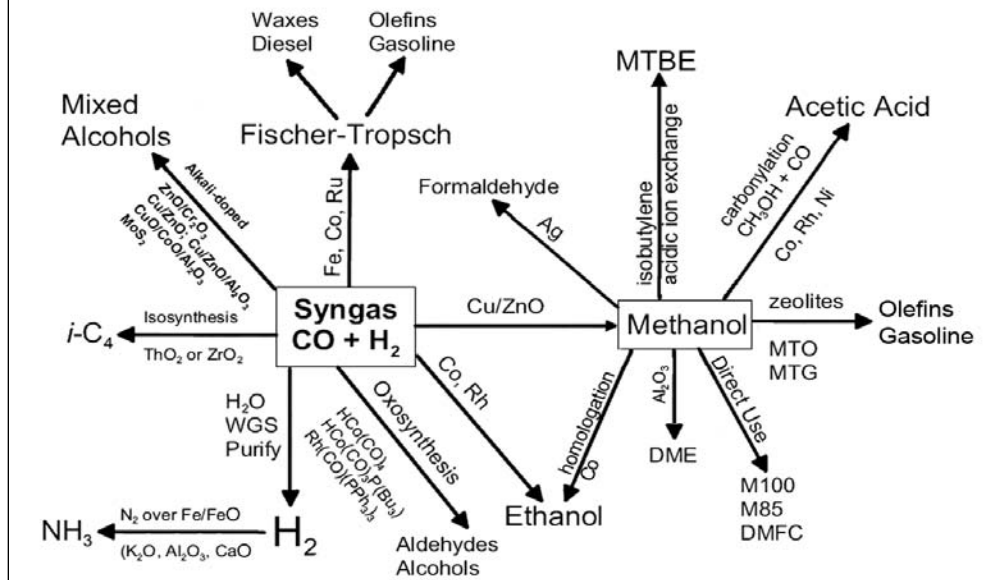 Waxes
Diesel
Olefins
Gasoline
MTBE
Mixed
Alcohols
Fischer-Tropsch
Acetic Acid
Alkali-doped
ZnO/Cr₂O₃
Cu/ZnO; Cu/ZnO/Al₂O₃
CuO/CoO/Al₂O₃
MoS₂
Fe, Co, Ru
Formaldehyde
Ag
isobutylene
acidic ion exchange
carbonylation
CH₃OH + CO
Co, Rh, Ni
i-C₄
Isosynthesis
ThO₂ or ZrO₂
Syngas
CO + H₂
Cu/ZnO
Methanol
zeolites
MTO
MTG
Olefins
Gasoline
H₂O
WGS
Purify
Oxosynthesis
HCo(CO)₄
HCo(CO)₃P(Bu₃)
Rh(CO)(PPh₃)₃
Co, Rh
homologation
Co
Al₂O₃
DME
Direct Use
M100
M85
DMFC
Ethanol
NH₃
N₂ over Fe/FeO
(K₂O, Al₂O₃, CaO
H₂
Aldehydes
Alcohols